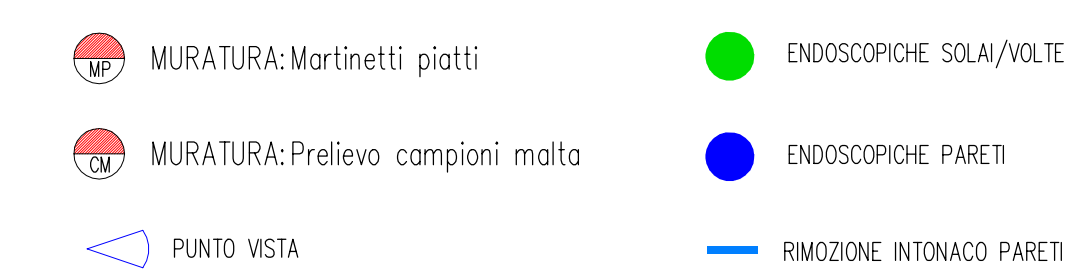 MP MURATURA: Martinetti piatti
ENDOSCOPICHE SOLAI/VOLTE
CM MURATURA: Prelievo campioni malta
ENDOSCOPICHE PARETI
PUNTO VISTA
RIMOZIONE INTONACO PARETI